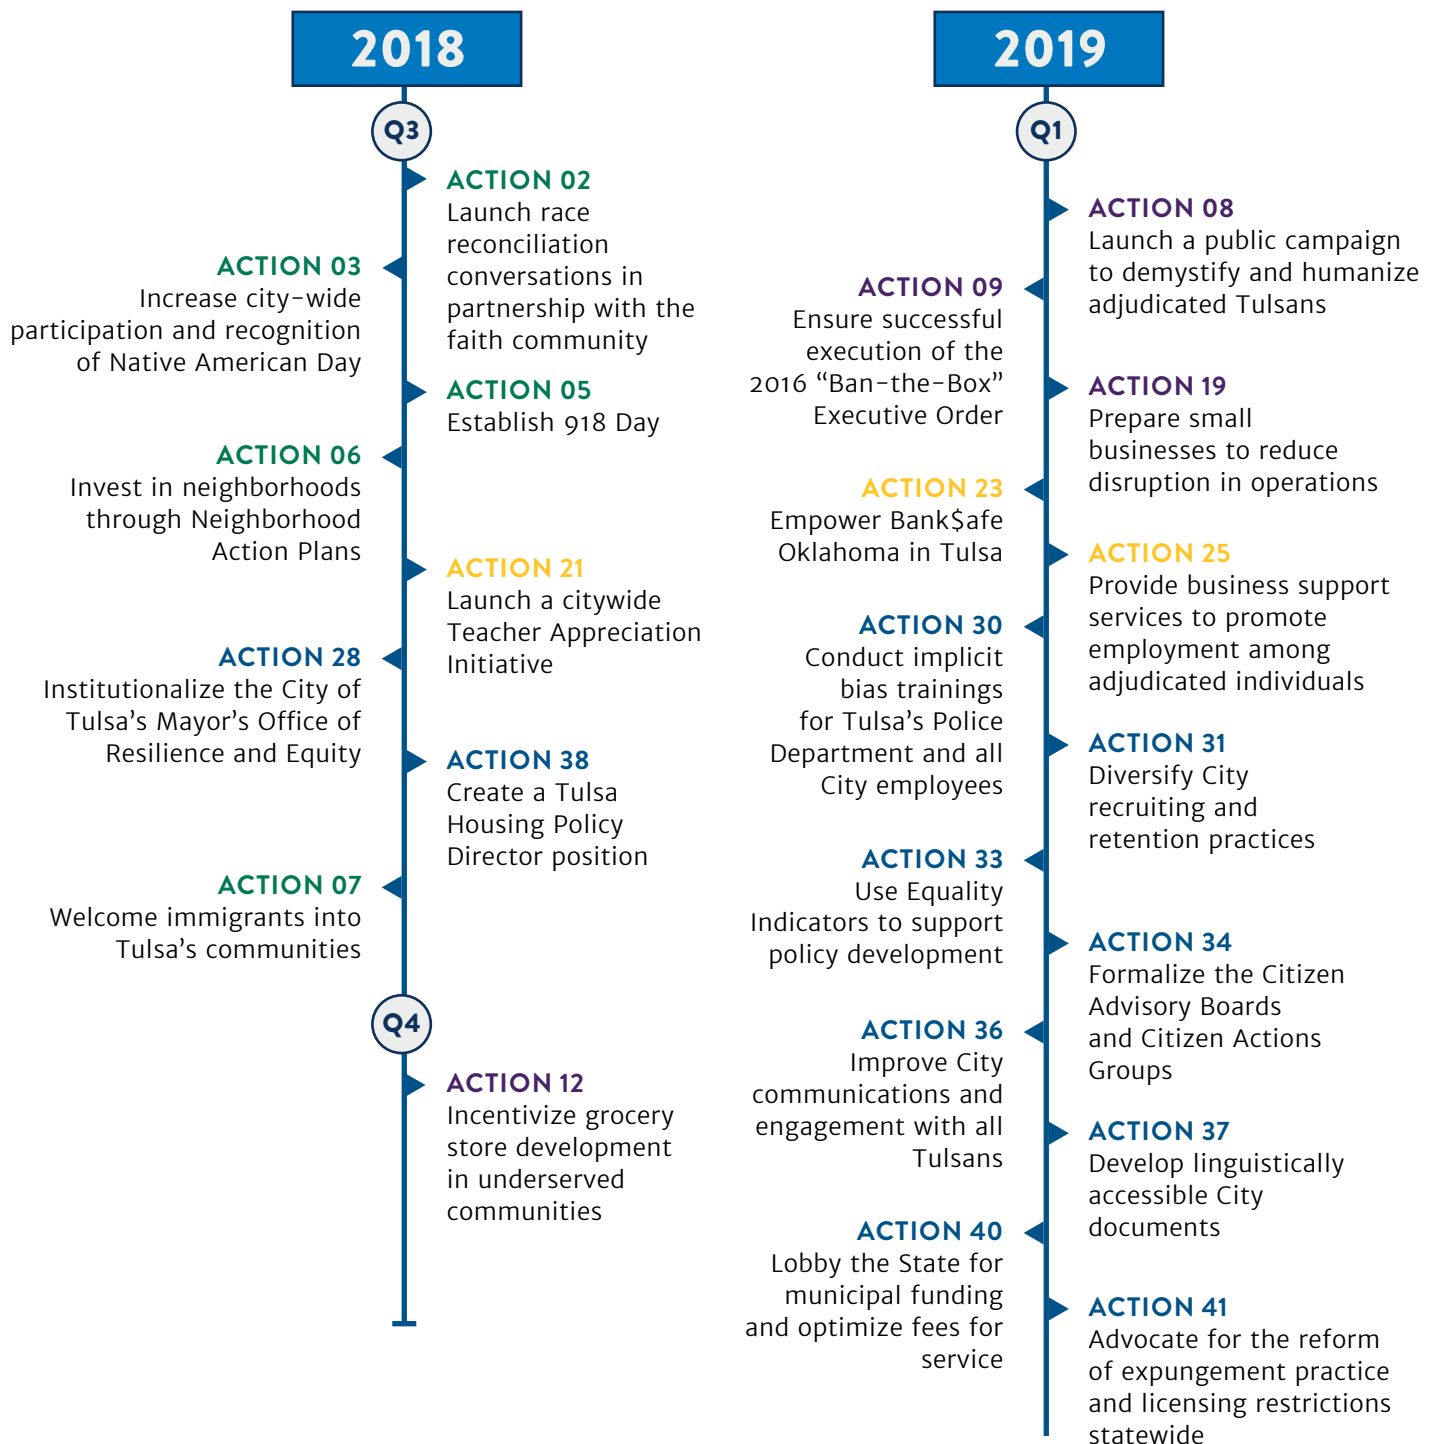 2018
Q3
ACTION 02
Launch race
reconciliation
conversations in
partnership with the
faith community
ACTION 03
Increase city-wide
participation and recognition
of Native American Day
ACTION 05
Establish 918 Day
ACTION 06
Invest in neighborhoods
through Neighborhood
Action Plans
ACTION 21
Launch a citywide
Teacher Appreciation
Initiative
ACTION 28
Institutionalize the City of
Tulsa’s Mayor’s Office of
Resilience and Equity
ACTION 38
Create a Tulsa
Housing Policy
Director position
ACTION 07
Welcome immigrants into
Tulsa’s communities
Q4
ACTION 12
Incentivize grocery
store development
in underserved
communities
2019
Q1
ACTION 08
Launch a public campaign
to demystify and humanize
adjudicated Tulsans
ACTION 09
Ensure successful
execution of the
2016 “Ban-the-Box”
Executive Order
ACTION 19
Prepare small
businesses to reduce
disruption in operations
ACTION 23
Empower Bank$afe
Oklahoma in Tulsa
ACTION 25
Provide business support
services to promote
employment among
adjudicated individuals
ACTION 30
Conduct implicit
bias trainings
for Tulsa’s Police
Department and all
City employees
ACTION 31
Diversify City
recruiting and
retention practices
ACTION 33
Use Equality
Indicators to support
policy development
ACTION 34
Formalize the Citizen
Advisory Boards
and Citizen Actions
Groups
ACTION 36
Improve City
communications and
engagement with all
Tulsans
ACTION 37
Develop linguistically
accessible City
documents
ACTION 40
Lobby the State for
municipal funding
and optimize fees for
service
ACTION 41
Advocate for the reform
of expungement practice
and licensing restrictions
statewide